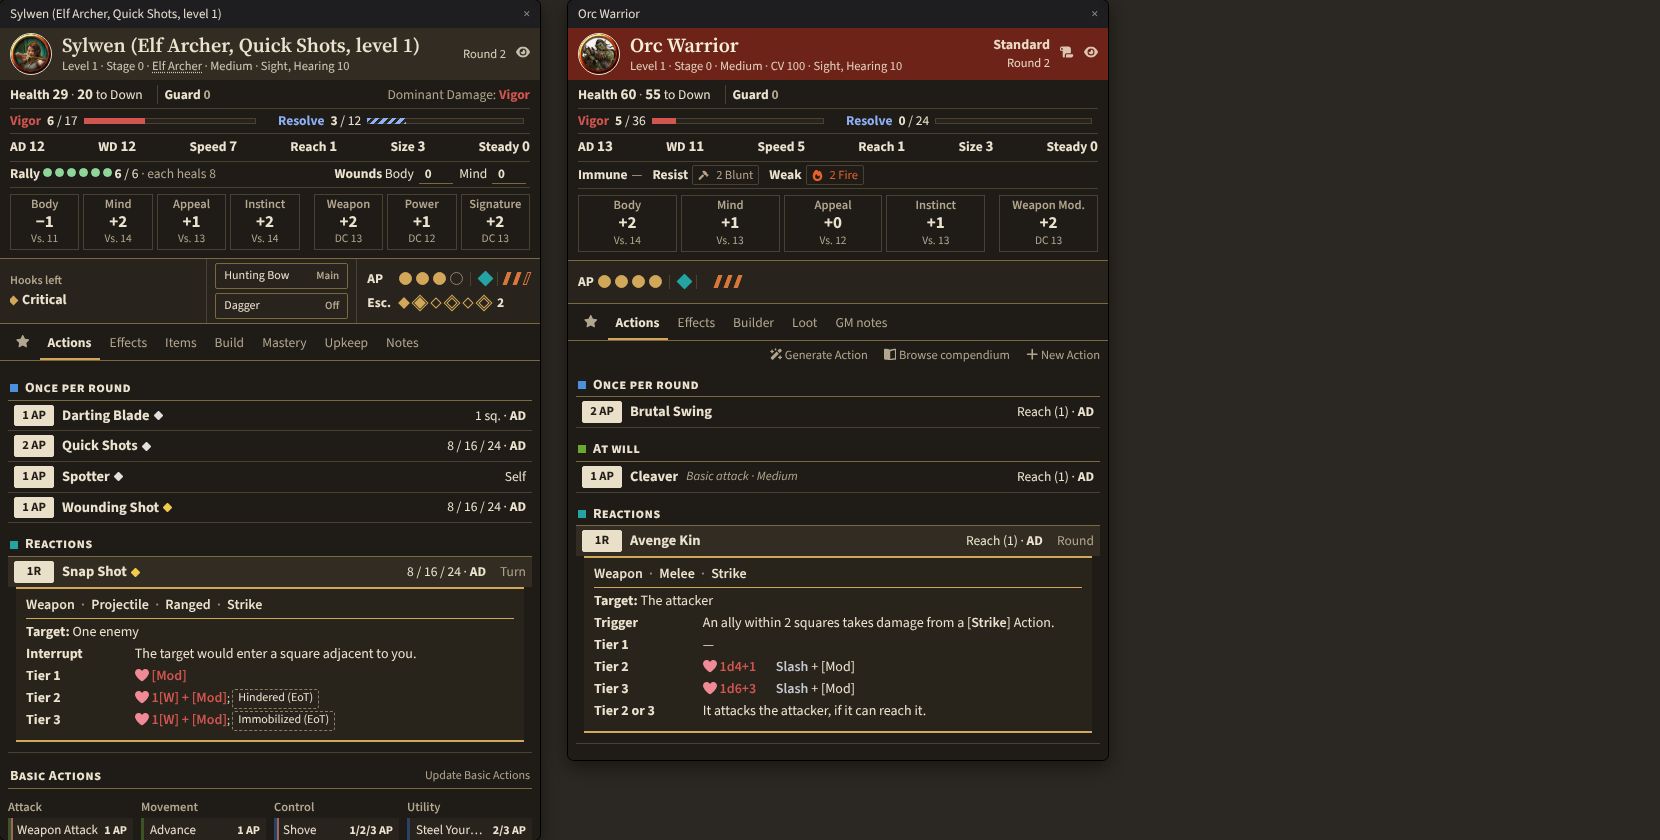 Sylwen (Elf Archer, Quick Shots, level 1) ×
Sylwen (Elf Archer, Quick Shots, level 1)
Round 2
Level 1 · Stage 0 · Elf Archer · Medium · Sight, Hearing 10
Health 29 · 20 to Down Guard 0 Dominant Damage: Vigor
Vigor 6 / 17 Resolve 3 / 12
AD 12 WD 12 Speed 7 Reach 1 Size 3 Steady 0
Rally 6 / 6 · each heals 8 Wounds Body 0 Mind 0
Body Mind Appeal Instinct Weapon Power Signature
−1 +2 +1 +2 +2 +1 +2
Vs. 11 Vs. 14 Vs. 13 Vs. 14 DC 13 DC 12 DC 13
Hooks left
Critical
Hunting Bow Main
Dagger Off
AP
Esc. 2
Actions Effects Items Build Mastery Upkeep Notes
Once per round
1 AP Darting Blade 1 sq. · AD
2 AP Quick Shots 8 / 16 / 24 · AD
1 AP Spotter Self
1 AP Wounding Shot 8 / 16 / 24 · AD
Reactions
1R Snap Shot 8 / 16 / 24 · AD Turn
Weapon · Projectile · Ranged · Strike
Target: One enemy
Interrupt The target would enter a square adjacent to you.
Tier 1 [Mod]
Tier 2 1[W] + [Mod]; Hindered (EoT)
Tier 3 1[W] + [Mod]; Immobilized (EoT)
Basic Actions Update Basic Actions
Attack Movement Control Utility
Weapon Attack 1 AP Advance 1 AP Shove 1/2/3 AP Steel Your... 2/3 AP
Orc Warrior ×
Orc Warrior
Standard
Level 1 · Stage 0 · Medium · CV 100 · Sight, Hearing 10
Round 2
Health 60 · 55 to Down Guard 0
Vigor 5 / 36 Resolve 0 / 24
AD 13 WD 11 Speed 5 Reach 1 Size 3 Steady 0
Immune — Resist 2 Blunt Weak 2 Fire
Body Mind Appeal Instinct Weapon Mod.
+2 +1 +0 +1 +2
Vs. 14 Vs. 13 Vs. 12 Vs. 13 DC 13
AP
Actions Effects Builder Loot GM notes
Generate Action Browse compendium New Action
Once per round
2 AP Brutal Swing Reach (1) · AD
At will
1 AP Cleaver Basic attack · Medium Reach (1) · AD
Reactions
1R Avenge Kin Reach (1) · AD Round
Weapon · Melee · Strike
Target: The attacker
Trigger An ally within 2 squares takes damage from a [Strike] Action.
Tier 1 —
Tier 2 1d4+1 Slash + [Mod]
Tier 3 1d6+3 Slash + [Mod]
Tier 2 or 3 It attacks the attacker, if it can reach it.